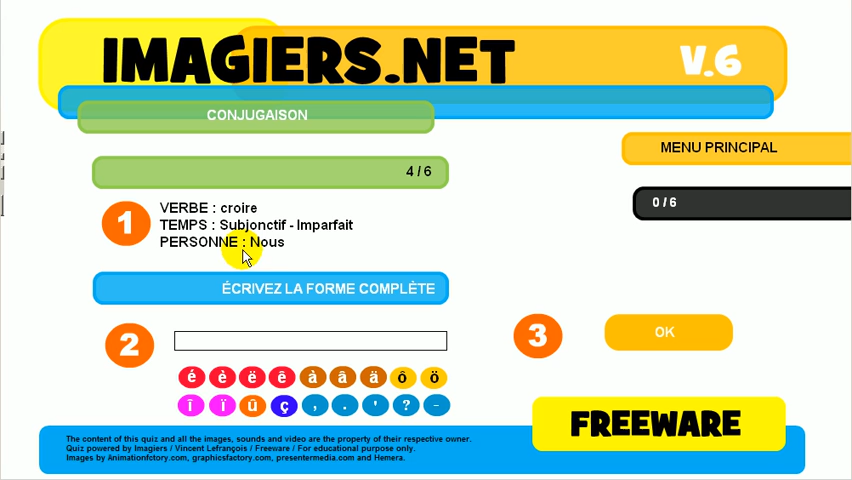 IMAGIERS.NET
V.6
CONJUGAISON
MENU PRINCIPAL
4 / 6
0 / 6
1
VERBE : croire
TEMPS : Subjonctif - Imparfait
PERSONNE : Nous
ÉCRIVEZ LA FORME COMPLÈTE
2
3
OK
é è ë ê à â ä ô ö
î ï û ç , . ' ? -
FREEWARE
The content of this quiz and all the images, sounds and video are the property of their respective owner.
Quiz powered by Imagiers / Vincent Lefrançois / Freeware / For educational purpose only.
Images by Animationfctory.com, graphicsfactory.com, presentermedia.com and Hemera.